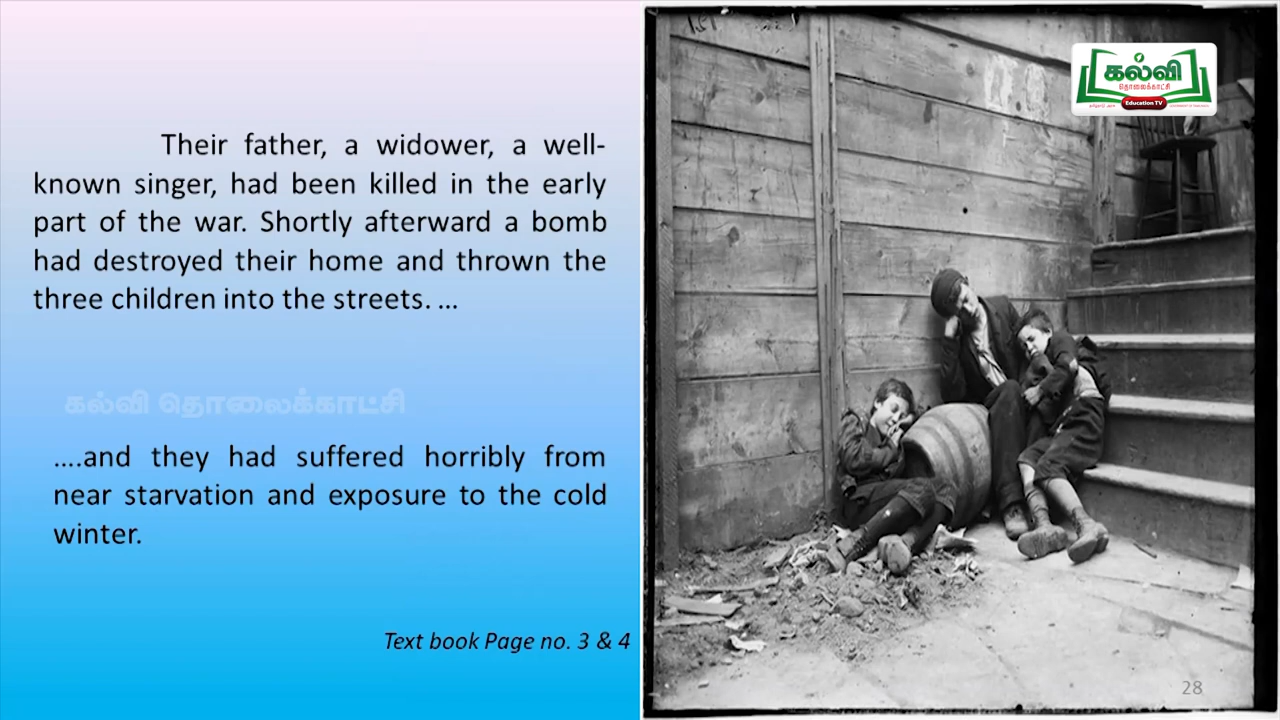 Their father, a widower, a well-
known singer, had been killed in the early
part of the war. Shortly afterward a bomb
had destroyed their home and thrown the
three children into the streets. ...
கல்வி தொலைக்காட்சி
....and they had suffered horribly from
near starvation and exposure to the cold
winter.
Text book Page no. 3 & 4
கல்வி
தொலைக்காட்சி
Education TV
28